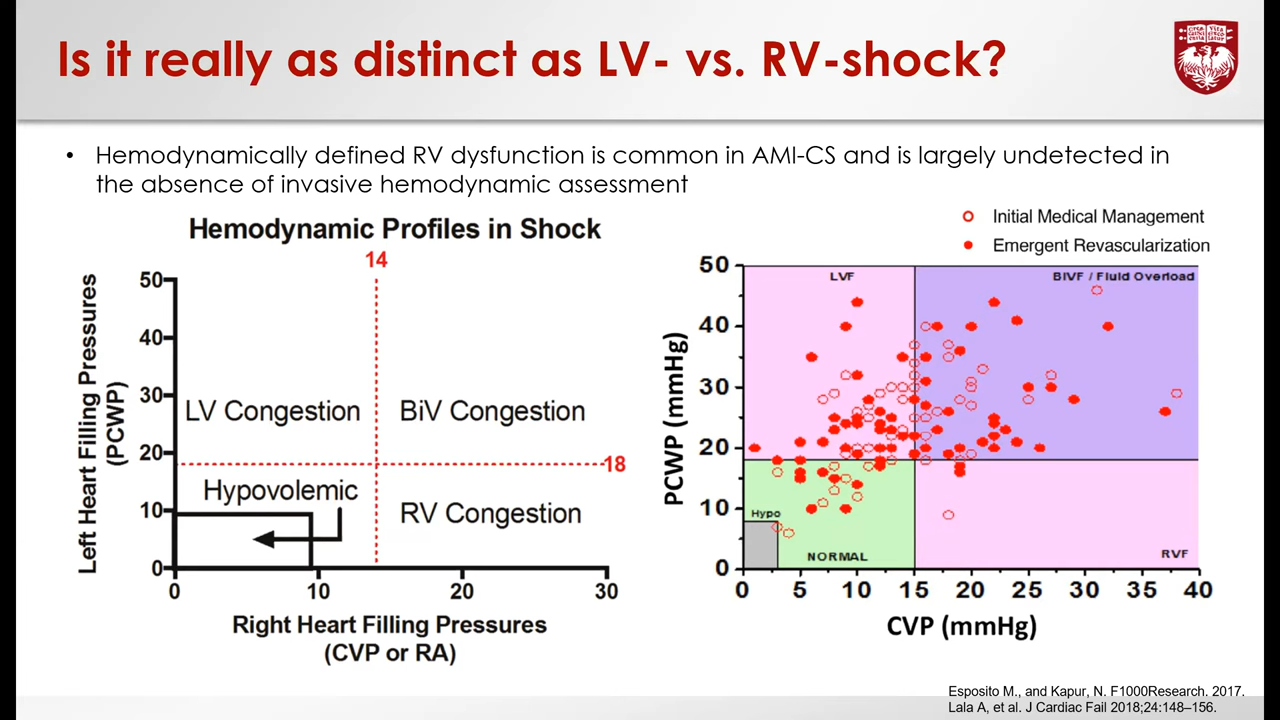 Is it really as distinct as LV- vs. RV-shock?
• Hemodynamically defined RV dysfunction is common in AMI-CS and is largely undetected in
the absence of invasive hemodynamic assessment
Hemodynamic Profiles in Shock
14
50
40
30
20
10
0
Left Heart Filling Pressures
(PCWP)
LV Congestion
BiV Congestion
18
Hypovolemic
RV Congestion
0
10
20
30
Right Heart Filling Pressures
(CVP or RA)
Initial Medical Management
Emergent Revascularization
50
40
30
20
10
0
PCWP (mmHg)
LVF
BIVF / Fluid Overload
Hypo
NORMAL
RVF
0
5
10
15
20
25
30
35
40
CVP (mmHg)
Esposito M., and Kapur, N. F1000Research. 2017.
Lala A, et al. J Cardiac Fail 2018;24:148–156.